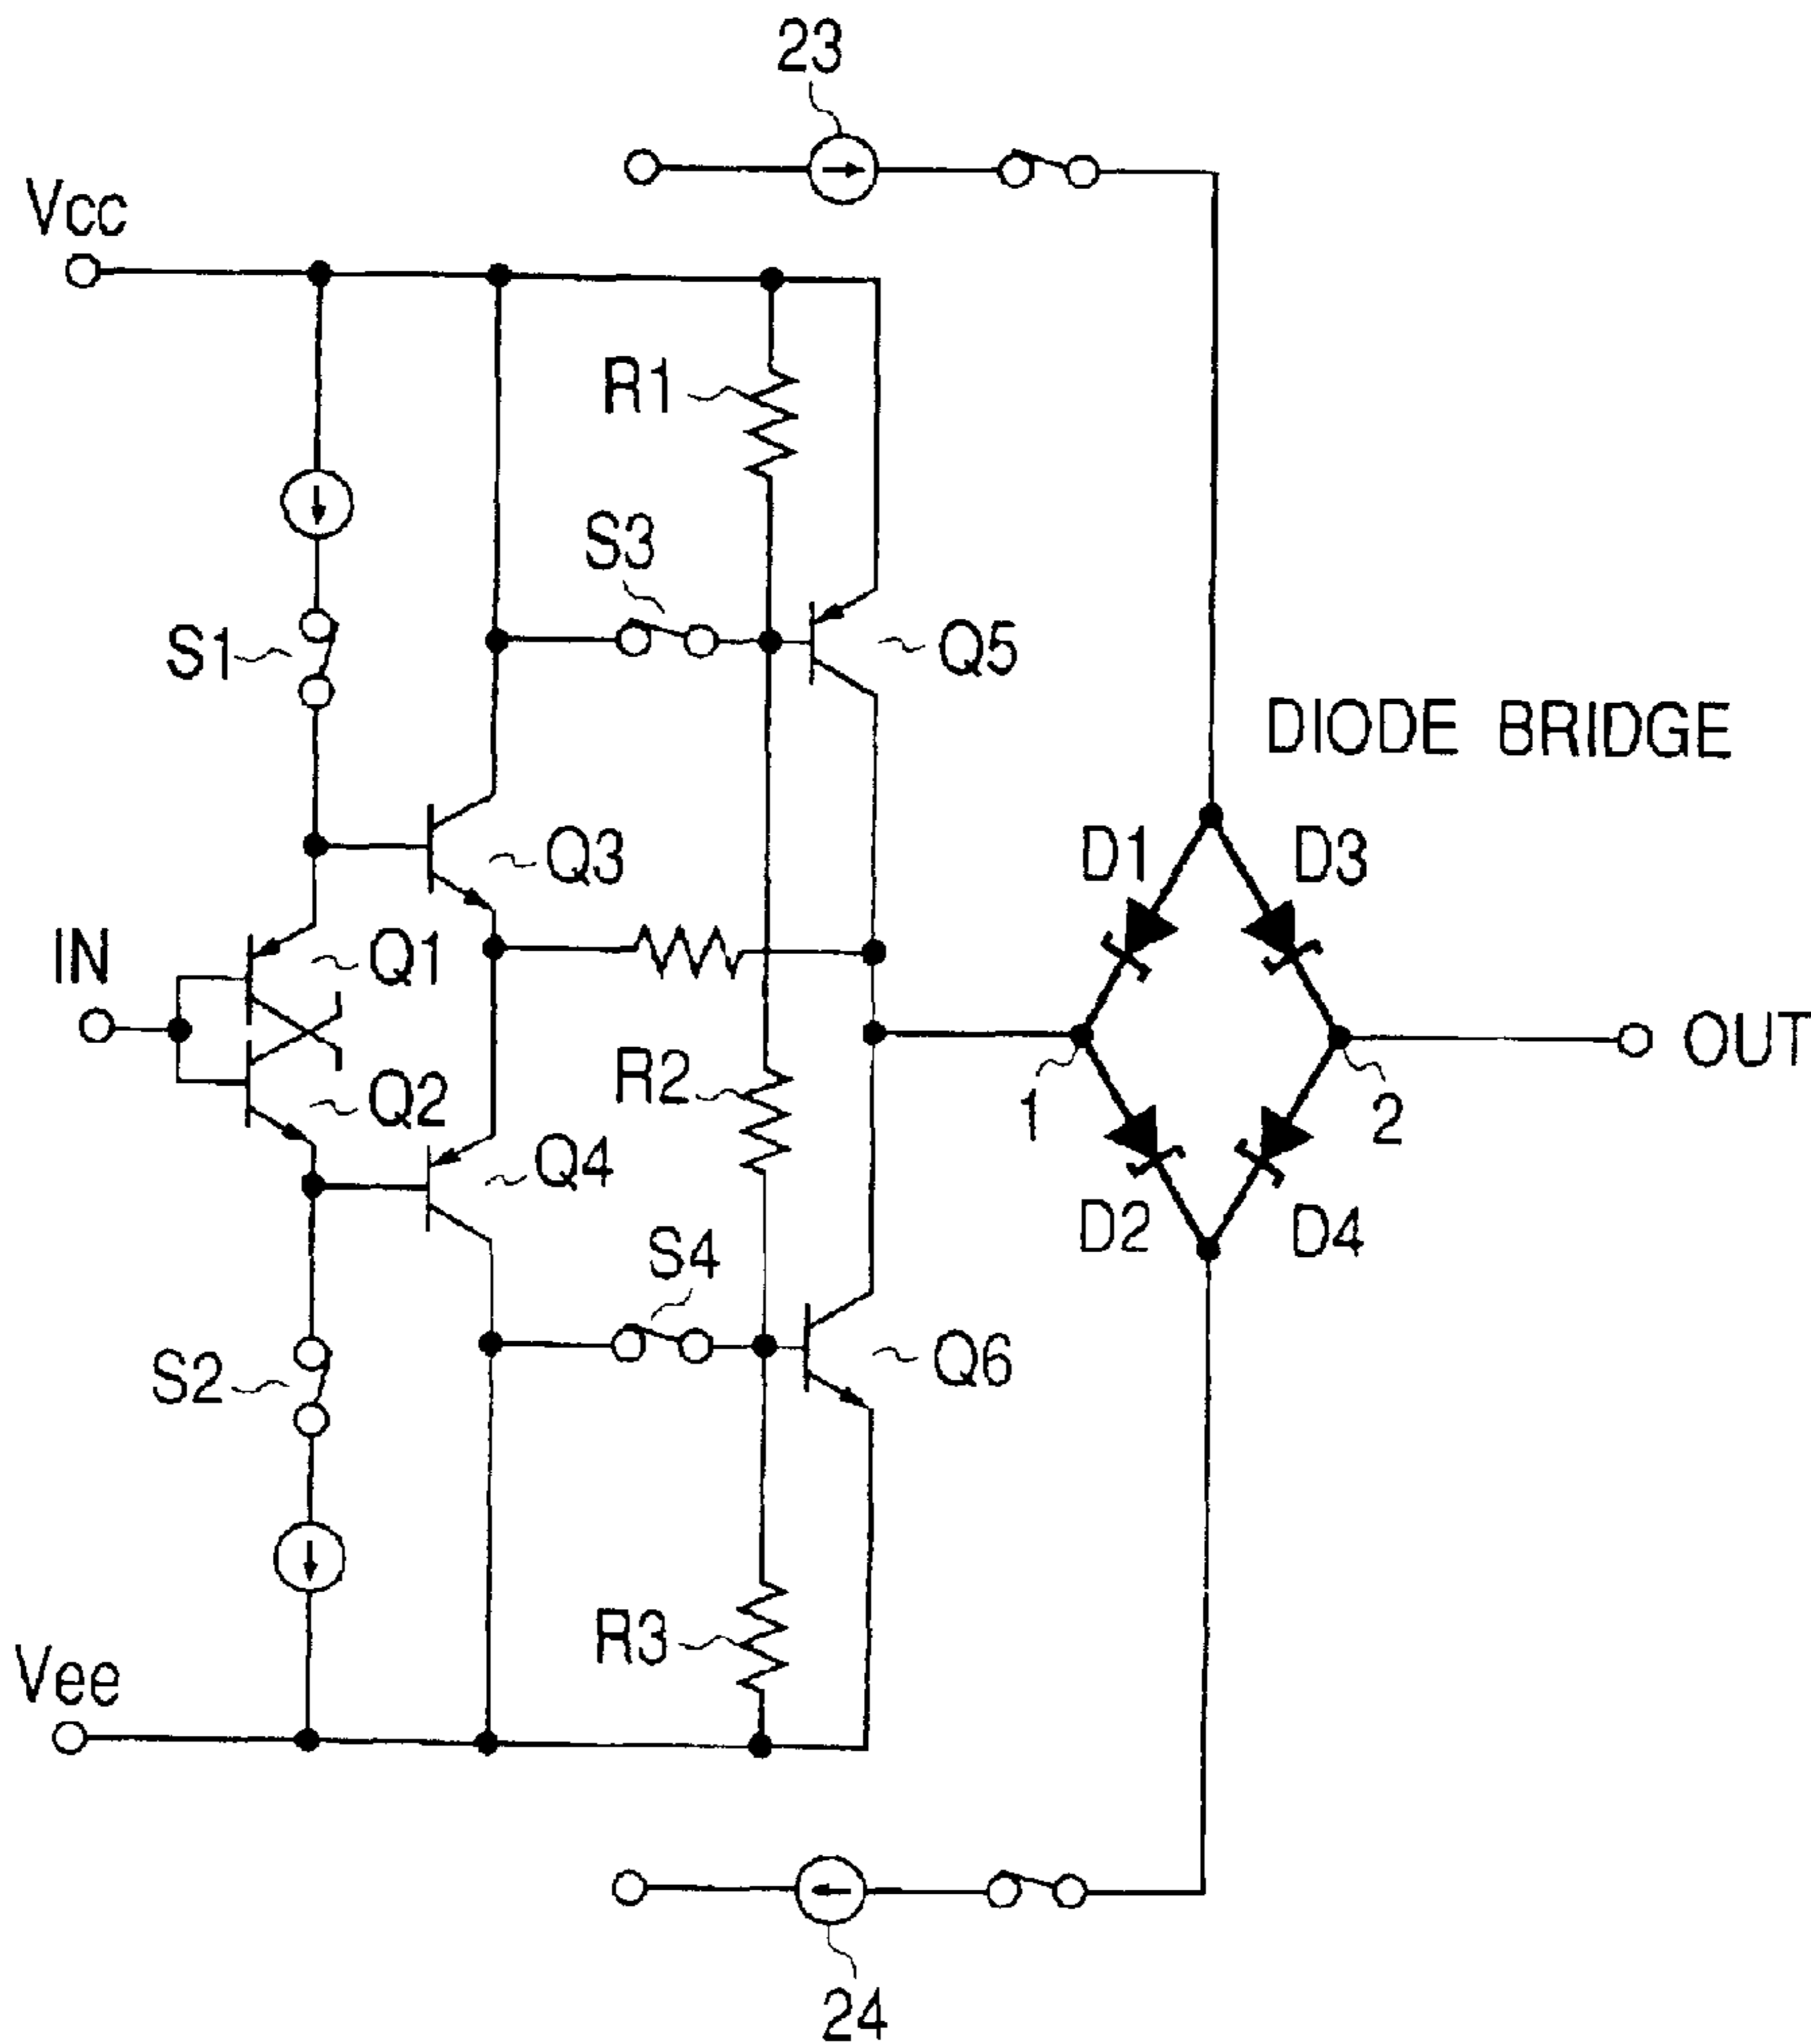 23
Vcc
R1
S3
S1
Q5
DIODE BRIDGE
D1
D3
Q3
IN
Q1
OUT
R2
Q2
1
2
Q4
D2
D4
S4
S2
Q6
R3
Vee
24